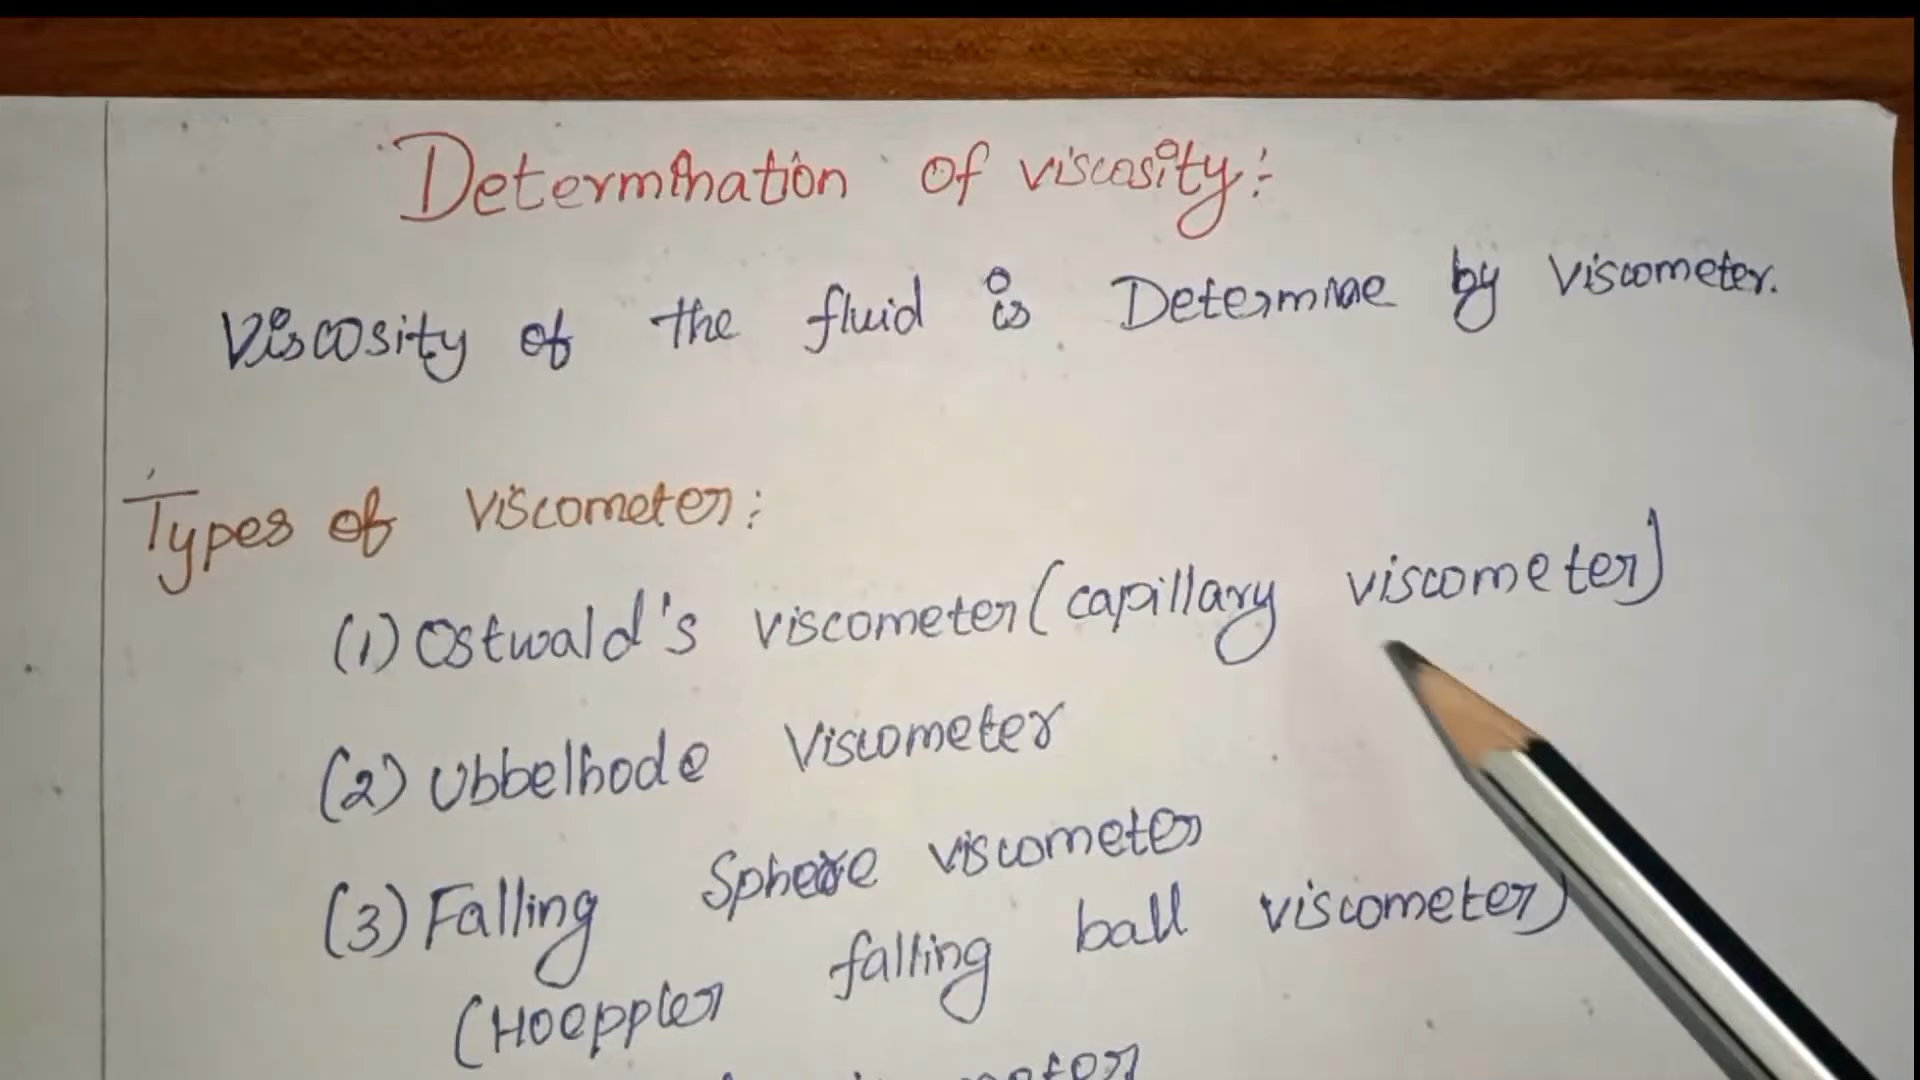 Determination of viscosity:-
Viscosity of the fluid is Determine by Viscometer.
Types of Viscometer:
(1) Ostwald's viscometer (capillary viscometer)
(2) Ubbelhode Viscometer
(3) Falling Sphere viscometer
(Hoeppler falling ball viscometer)